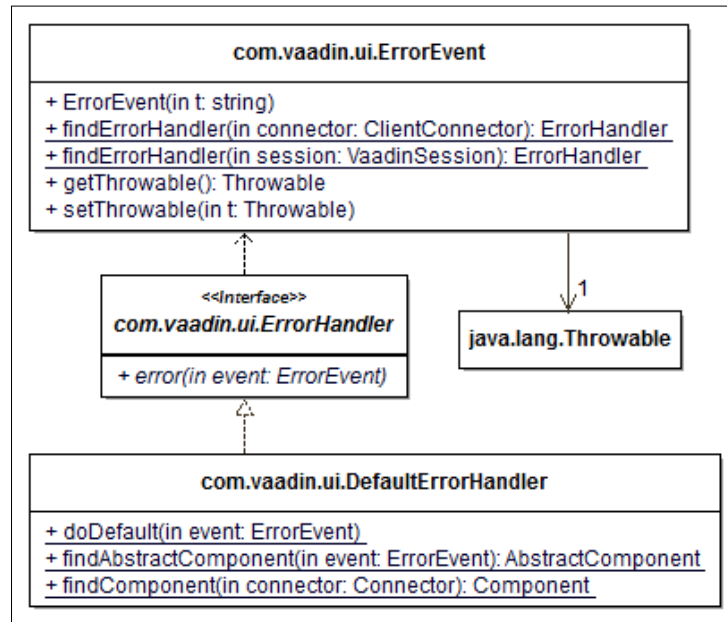 com.vaadin.ui.ErrorEvent
+ ErrorEvent(in t: string)
+ findErrorHandler(in connector: ClientConnector): ErrorHandler
+ findErrorHandler(in session: VaadinSession): ErrorHandler
+ getThrowable(): Throwable
+ setThrowable(in t: Throwable)
<<Interface>>
com.vaadin.ui.ErrorHandler
+ error(in event: ErrorEvent)
1
java.lang.Throwable
com.vaadin.ui.DefaultErrorHandler
+ doDefault(in event: ErrorEvent)
+ findAbstractComponent(in event: ErrorEvent): AbstractComponent
+ findComponent(in connector: Connector): Component